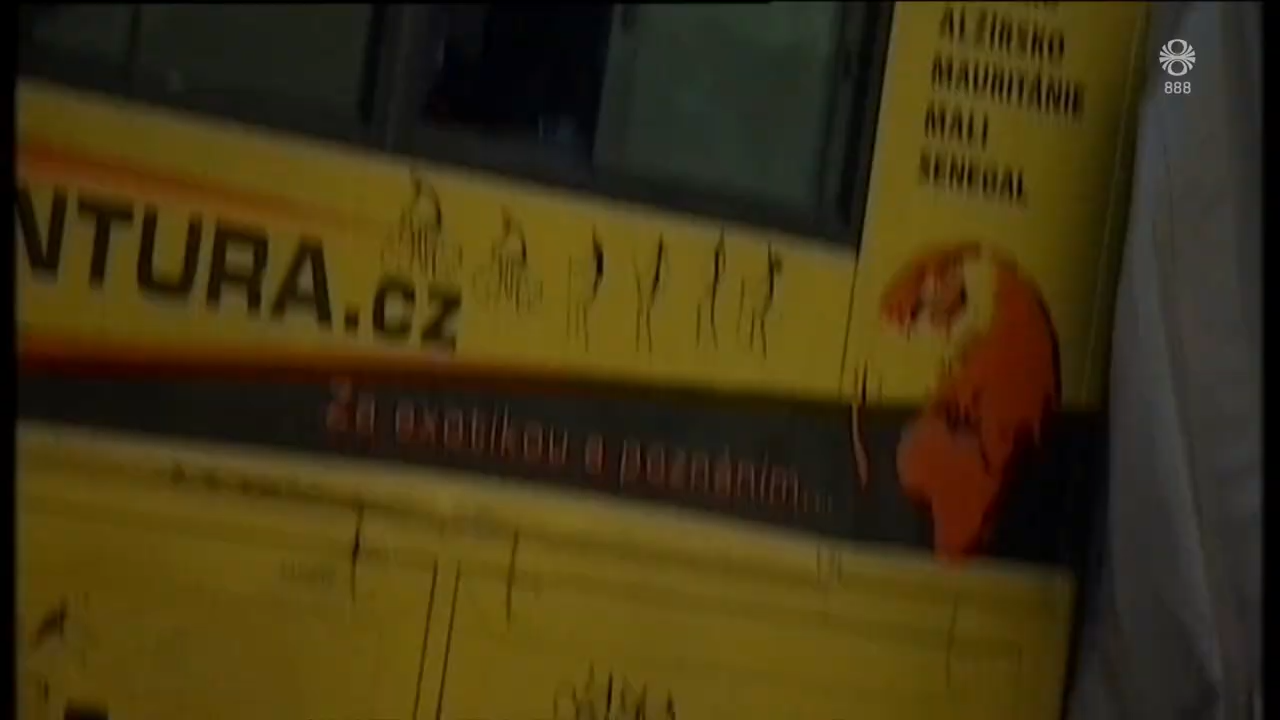 ALŽÍRSKO
MAURITÁNIE
MALI
SENEGAL
888
NTURA.cz
Za exotikou a poznáním...